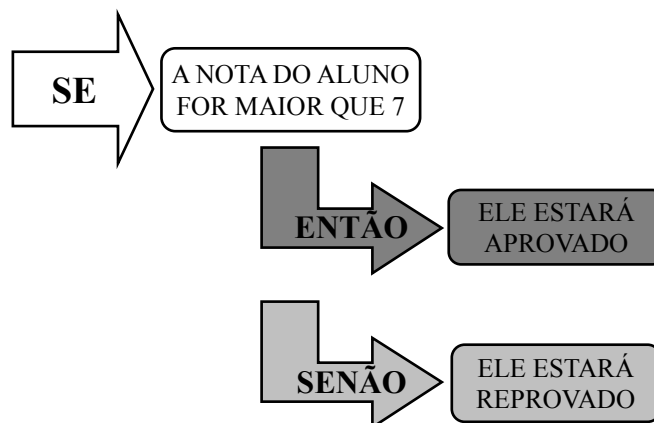 SE
A NOTA DO ALUNO
FOR MAIOR QUE 7
ENTÃO
ELE ESTARÁ
APROVADO
SENÃO
ELE ESTARÁ
REPROVADO